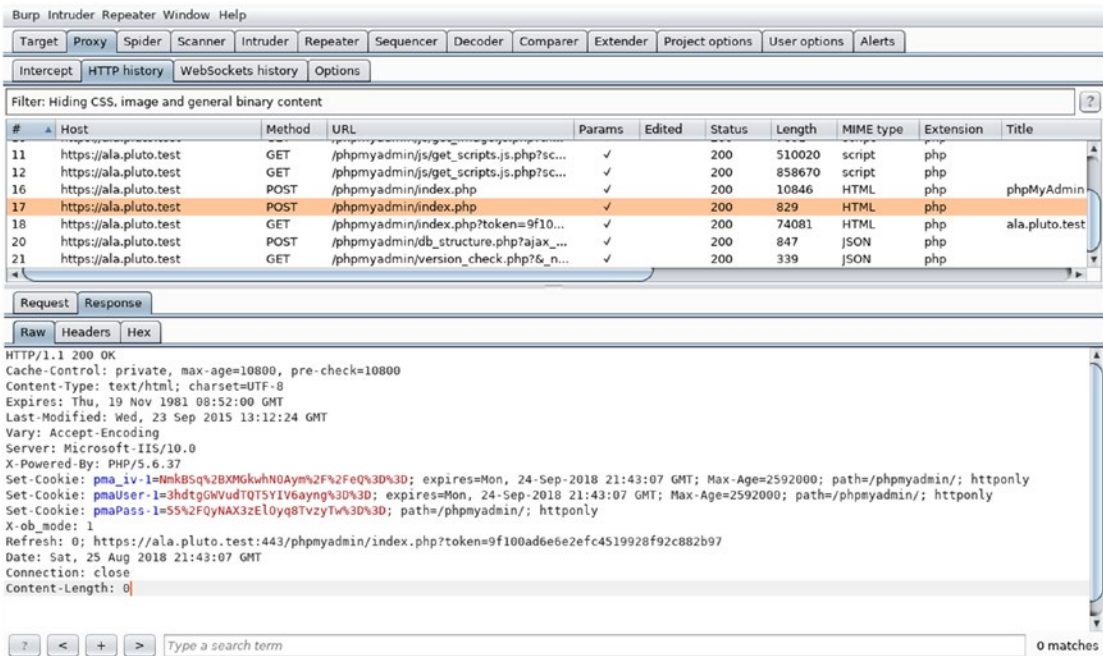 Burp Intruder Repeater Window Help
Target Proxy Spider Scanner Intruder Repeater Sequencer Decoder Comparer Extender Project options User options Alerts
Intercept HTTP history WebSockets history Options
Filter: Hiding CSS, image and general binary content ?
# Host Method URL Params Edited Status Length MIME type Extension Title
11 https://ala.pluto.test GET /phpmyadmin/js/get_scripts.js.php?sc... ✓ 200 510020 script php
12 https://ala.pluto.test GET /phpmyadmin/js/get_scripts.js.php?sc... ✓ 200 858670 script php
16 https://ala.pluto.test POST /phpmyadmin/index.php ✓ 200 10846 HTML php phpMyAdmin
17 https://ala.pluto.test POST /phpmyadmin/index.php ✓ 200 829 HTML php
18 https://ala.pluto.test GET /phpmyadmin/index.php?token=9f10... ✓ 200 74081 HTML php ala.pluto.test
20 https://ala.pluto.test POST /phpmyadmin/db_structure.php?ajax_... ✓ 200 847 JSON php
21 https://ala.pluto.test GET /phpmyadmin/version_check.php?&_n... ✓ 200 339 JSON php
Request Response
Raw Headers Hex
HTTP/1.1 200 OK
Cache-Control: private, max-age=10800, pre-check=10800
Content-Type: text/html; charset=UTF-8
Expires: Thu, 19 Nov 1981 08:52:00 GMT
Last-Modified: Wed, 23 Sep 2015 13:12:24 GMT
Vary: Accept-Encoding
Server: Microsoft-IIS/10.0
X-Powered-By: PHP/5.6.37
Set-Cookie: pma_iv-1=NmkBSq%2BXMGkwhN0Aym%2F%2FeQ%3D%3D; expires=Mon, 24-Sep-2018 21:43:07 GMT; Max-Age=2592000; path=/phpmyadmin/; httponly
Set-Cookie: pmaUser-1=3hdtgGWVudTQT5YIV6ayng%3D%3D; expires=Mon, 24-Sep-2018 21:43:07 GMT; Max-Age=2592000; path=/phpmyadmin/; httponly
Set-Cookie: pmaPass-1=55%2FQyNAX3zElOyq8TvzyTw%3D%3D; path=/phpmyadmin/; httponly
X-ob_mode: 1
Refresh: 0; https://ala.pluto.test:443/phpmyadmin/index.php?token=9f100ad6e6e2efc4519928f92c882b97
Date: Sat, 25 Aug 2018 21:43:07 GMT
Connection: close
Content-Length: 0
? < + > Type a search term 0 matches